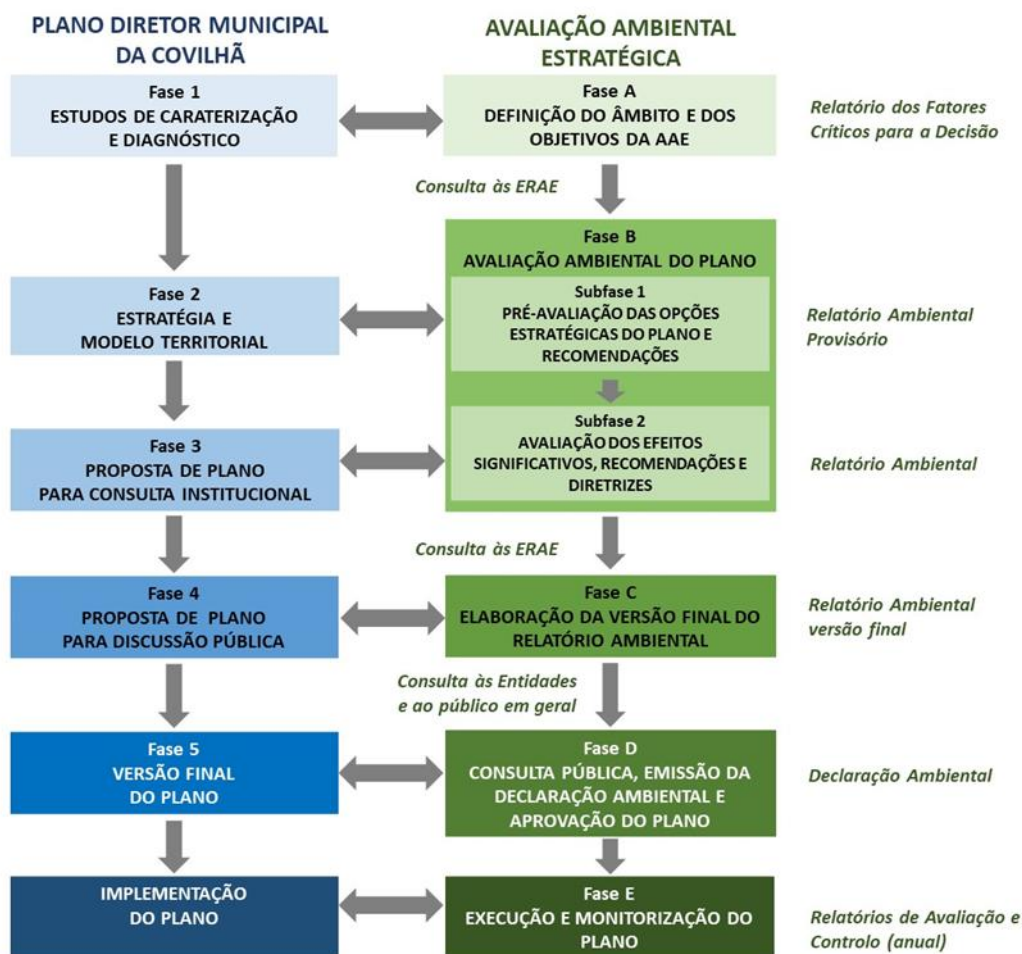 PLANO DIRETOR MUNICIPAL
DA COVILHÃ
AVALIAÇÃO AMBIENTAL
ESTRATÉGICA
Fase 1
ESTUDOS DE CARATERIZAÇÃO
E DIAGNÓSTICO
Fase A
DEFINIÇÃO DO ÂMBITO E DOS
OBJETIVOS DA AAE
Relatório dos Fatores
Críticos para a Decisão
Consulta às ERAE
Fase B
AVALIAÇÃO AMBIENTAL DO PLANO
Fase 2
ESTRATÉGIA E
MODELO TERRITORIAL
Subfase 1
PRÉ-AVALIAÇÃO DAS OPÇÕES
ESTRATÉGICAS DO PLANO E
RECOMENDAÇÕES
Relatório Ambiental
Provisório
Fase 3
PROPOSTA DE PLANO
PARA CONSULTA INSTITUCIONAL
Subfase 2
AVALIAÇÃO DOS EFEITOS
SIGNIFICATIVOS, RECOMENDAÇÕES E
DIRETRIZES
Relatório Ambiental
Consulta às ERAE
Fase 4
PROPOSTA DE PLANO
PARA DISCUSSÃO PÚBLICA
Fase C
ELABORAÇÃO DA VERSÃO FINAL DO
RELATÓRIO AMBIENTAL
Relatório Ambiental
versão final
Consulta às Entidades
e ao público em geral
Fase 5
VERSÃO FINAL
DO PLANO
Fase D
CONSULTA PÚBLICA, EMISSÃO DA
DECLARAÇÃO AMBIENTAL E
APROVAÇÃO DO PLANO
Declaração Ambiental
IMPLEMENTAÇÃO
DO PLANO
Fase E
EXECUÇÃO E MONITORIZAÇÃO DO
PLANO
Relatórios de Avaliação e
Controlo (anual)